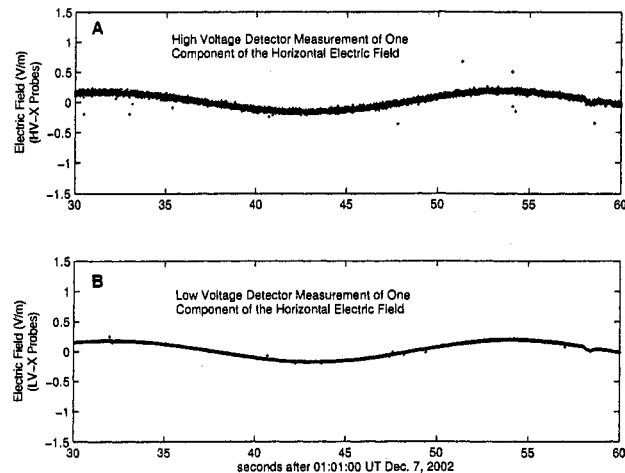 A
High Voltage Detector Measurement of One
Component of the Horizontal Electric Field
Electric Field (V/m)
(HV-X Probes)
1.5
1
0.5
0
-0.5
-1
-1.5
30 35 40 45 50 55 60
B
Low Voltage Detector Measurement of One
Component of the Horizontal Electric Field
Electric Field (V/m)
(LV-X Probes)
1.5
1
0.5
0
-0.5
-1
-1.5
30 35 40 45 50 55 60
seconds after 01:01:00 UT Dec. 7, 2002